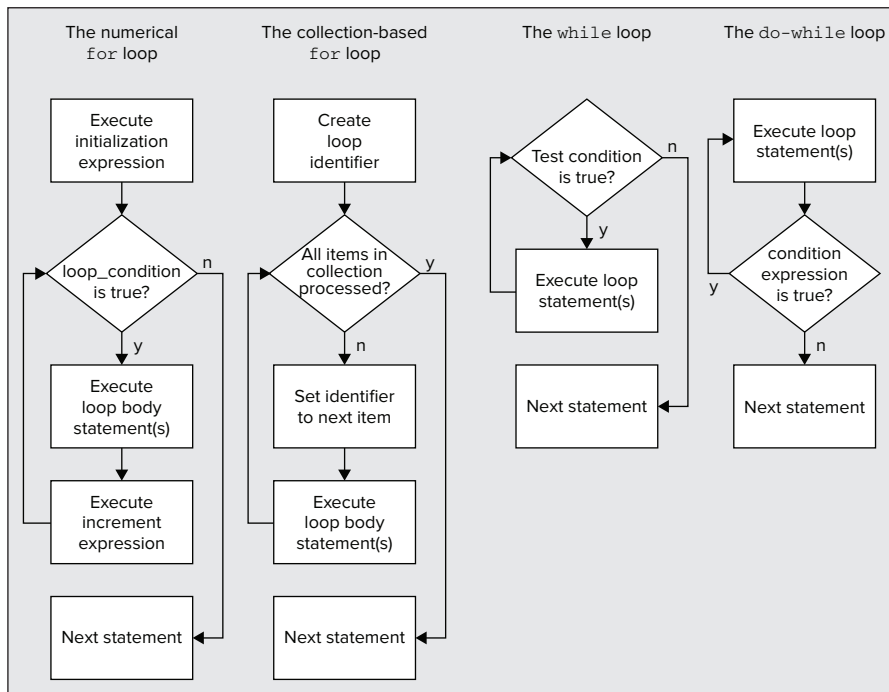 The numerical
for loop
Execute
initialization
expression
loop_condition
is true?
n
y
Execute
loop body
statement(s)
Execute
increment
expression
Next statement
The collection-based
for loop
Create
loop
identifier
All items in
collection
processed?
y
n
Set identifier
to next item
Execute
loop body
statement(s)
Next statement
The while loop
Test condition
is true?
n
y
Execute loop
statement(s)
Next statement
The do-while loop
Execute loop
statement(s)
condition
expression
is true?
y
n
Next statement